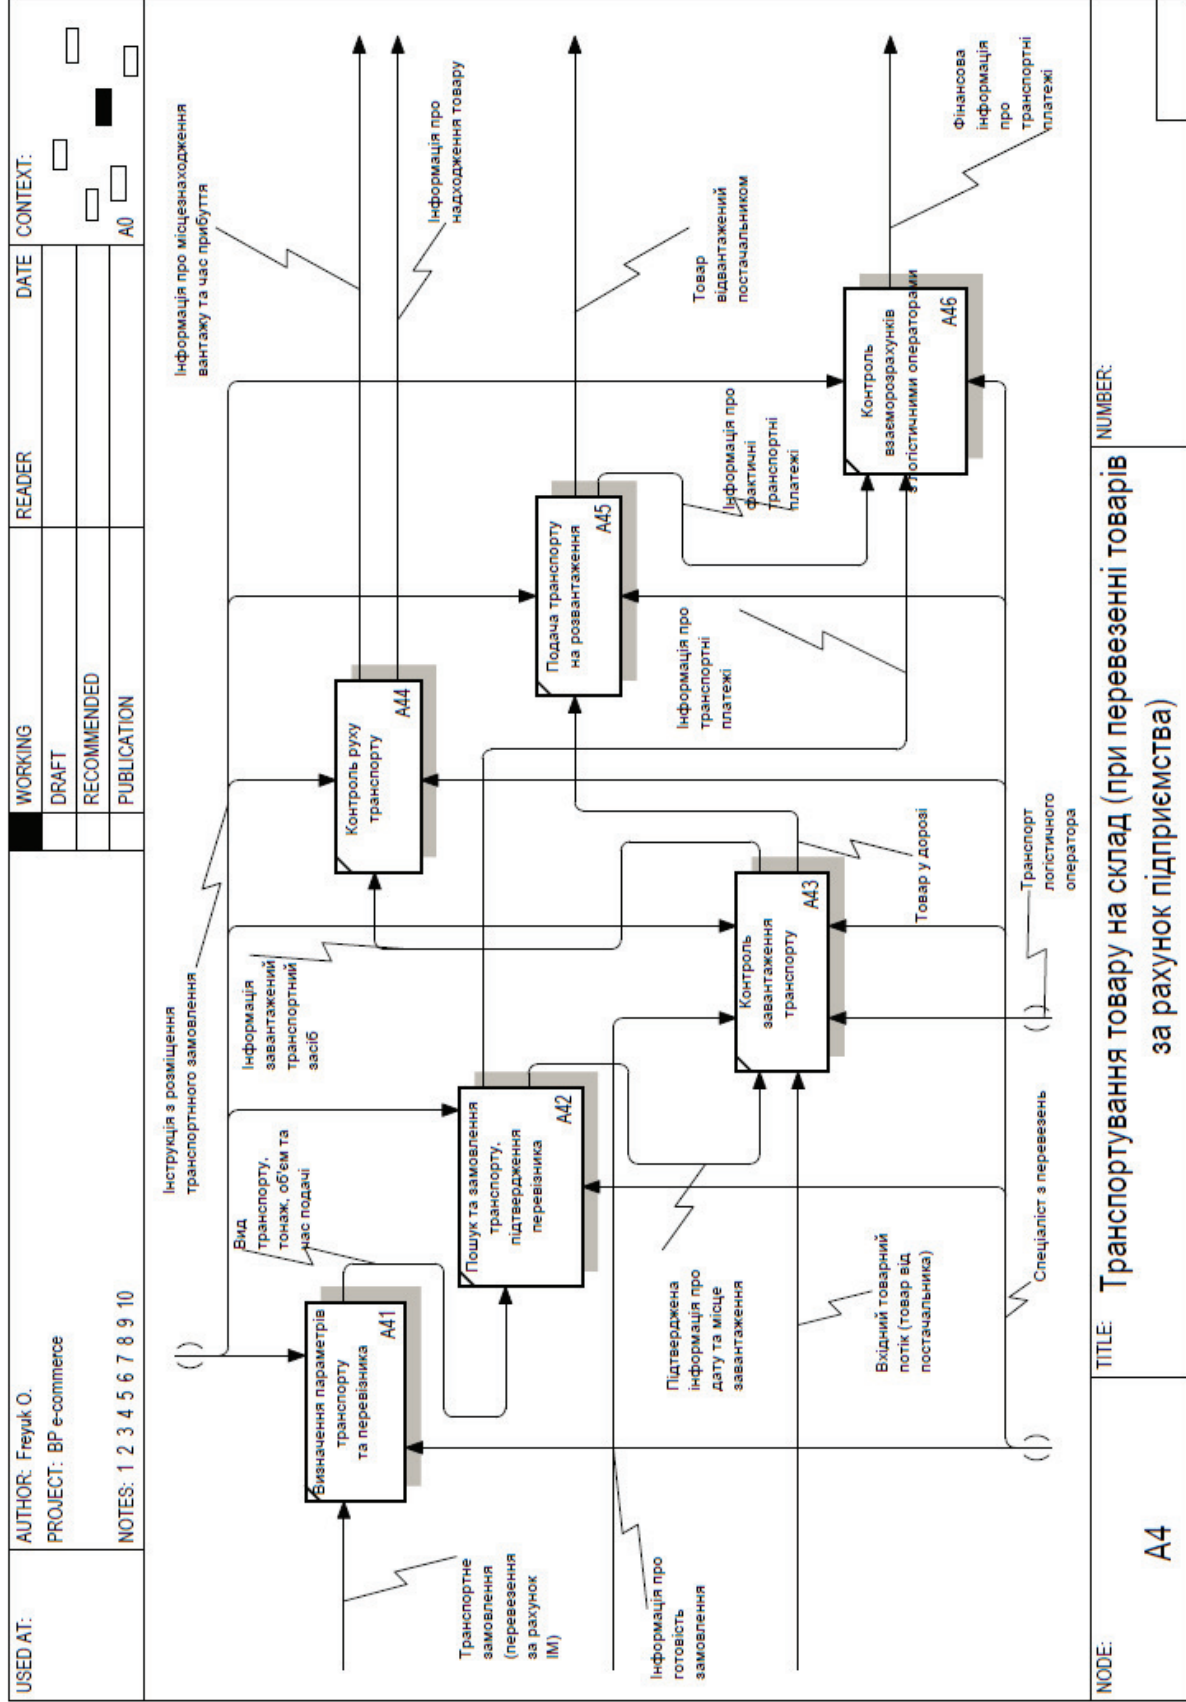 USED AT:
AUTHOR: Freyuk O.
PROJECT: BP e-commerce
NOTES: 1 2 3 4 5 6 7 8 9 10
WORKING
DRAFT
RECOMMENDED
PUBLICATION
READER
DATE
CONTEXT:
A0
Інструкція з розміщення
транспортнного замовлення
Інформація про місцезнаходження
вантажу та час прибуття
Інформація про
надходження товару
Вид
транспорту,
тонаж, об'єм та
час подачі
Інформація
завантажений
транспортний
засіб
Визначення параметрів
транспорту
та перевізника
A41
Пошук та замовлення
транспорту,
підтвердження
перевізника
A42
Контроль
завантаження
транспорту
A43
Контроль руху
транспорту
A44
Подача транспорту
на розвантаження
A45
Контроль
взаєморозрахунків
з логістичними операторами
A46
Транспортне
замовлення
(перевезення
за рахунок
ІМ)
Інформація про
готовість
замовлення
Підтверджена
інформація про
дату та місце
завантаження
Вхідний товарний
потік (товар від
постачальника)
Товар у дорозі
Інформація про
транспортні
платежі
Інформація про
фактичні
транспортні
платежі
Товар
відвантажений
постачальником
Фінансова
інформація
про
транспортні
платежі
Спеціаліст з перевезень
Транспорт
логістичного
оператора
NODE:
A4
TITLE:
Транспортування товару на склад (при перевезенні товарів
за рахунок підприємства)
NUMBER: